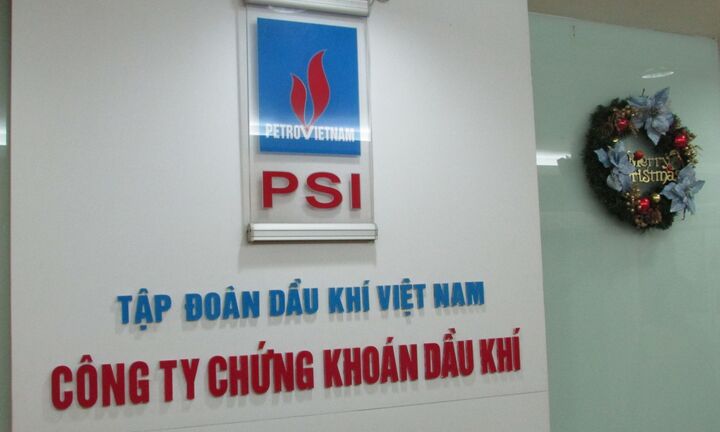 PETROVIETNAM
PSI
TẬP ĐOÀN DẦU KHÍ VIỆT NAM
CÔNG TY CHỨNG KHOÁN DẦU KHÍ
Merry
Christmas